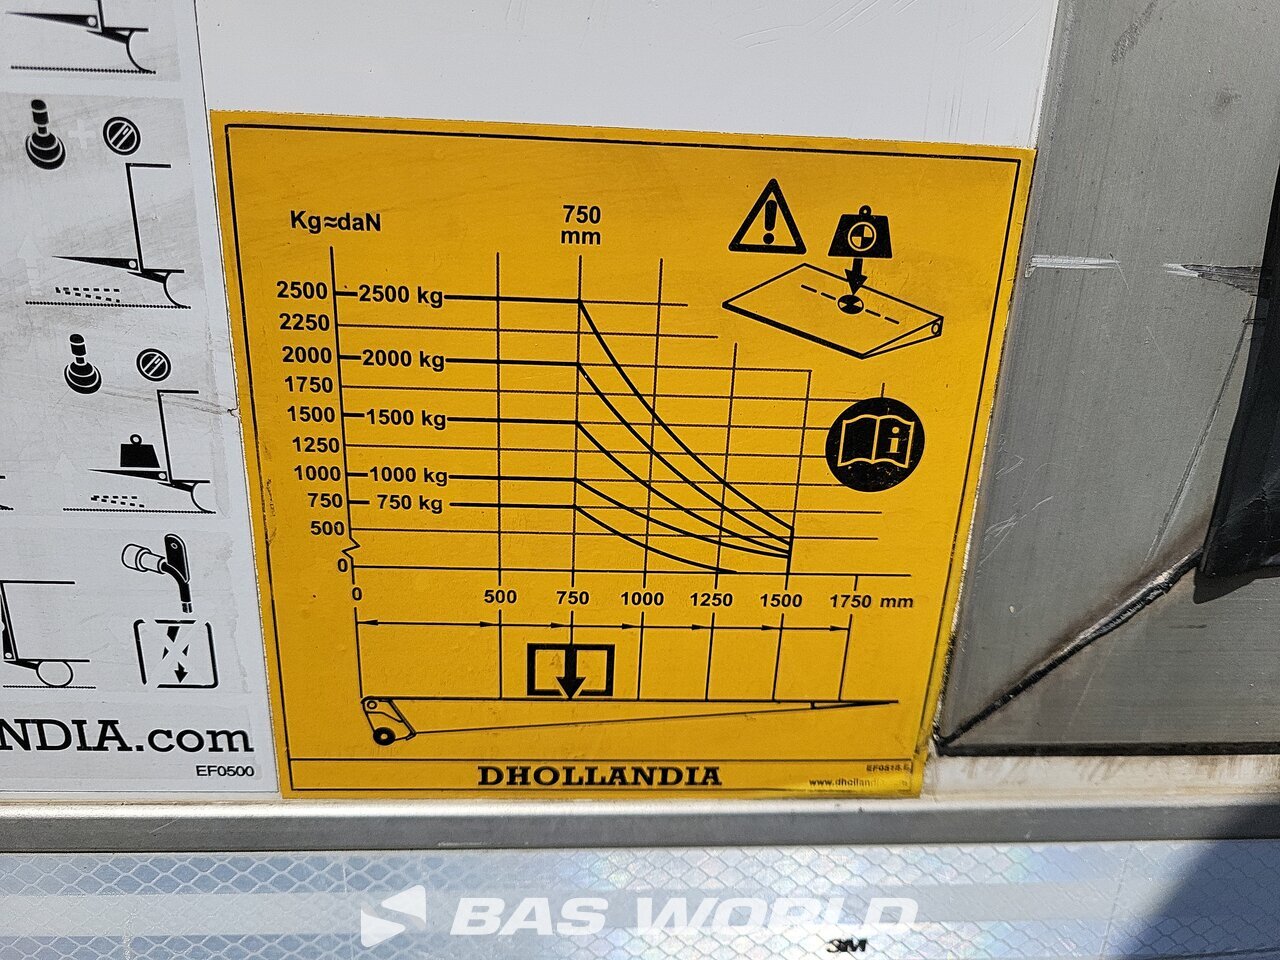 Kg≈daN
750
mm
2500
2500 kg
2250
2000
2000 kg
1750
1500
1500 kg
1250
1000
1000 kg
750
750 kg
500
0
0 500 750 1000 1250 1500 1750 mm
DHOLLANDIA
EF0518.E
www.dhollandia
NDIA.com
EF0500
BAS WORLD
3M